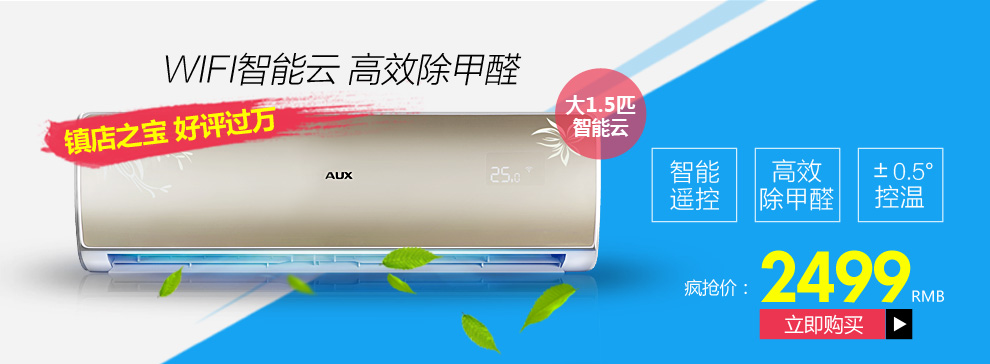 WIFI智能云 高效除甲醛
镇店之宝 好评过万
大1.5匹
智能云
AUX
25.0
智能
遥控
高效
除甲醛
±0.5°
控温
疯抢价：2499RMB
立即购买